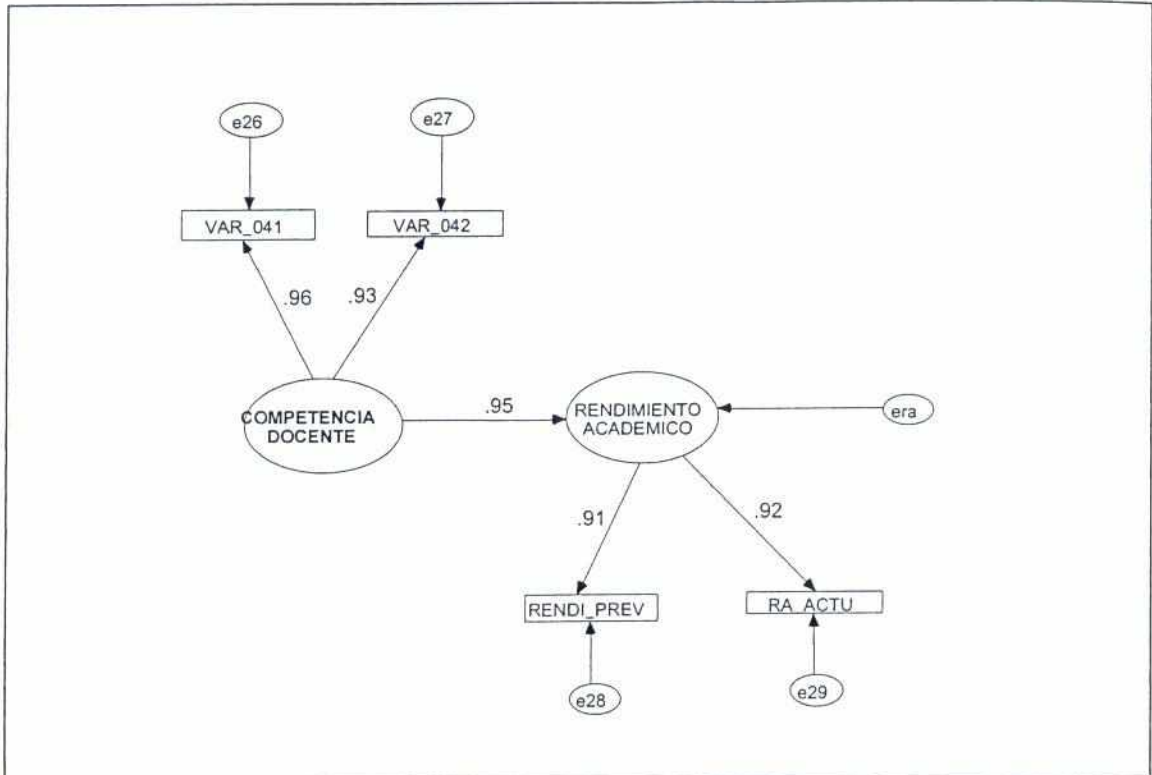 e26
e27
VAR_041
VAR_042
.96
.93
COMPETENCIA
DOCENTE
.95
RENDIMIENTO
ACADEMICO
era
.91
.92
RENDI_PREV
RA_ACTU
e28
e29